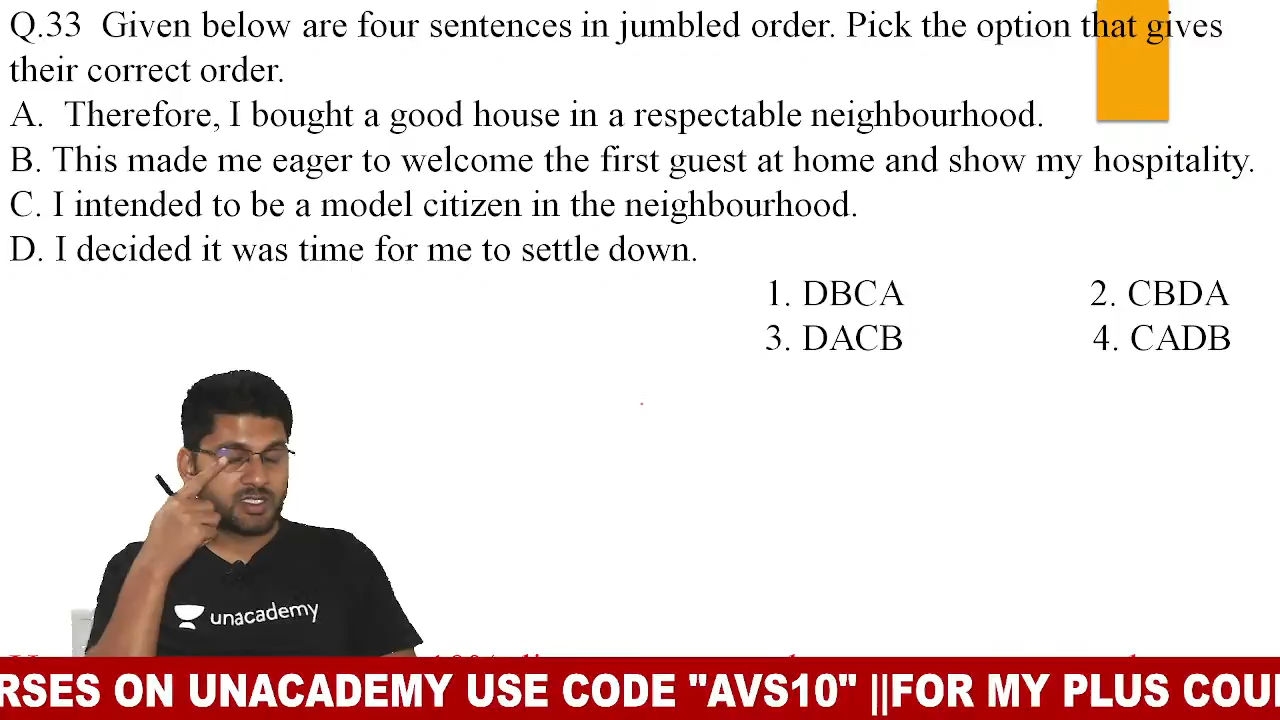 Q.33 Given below are four sentences in jumbled order. Pick the option that gives
their correct order.
A. Therefore, I bought a good house in a respectable neighbourhood.
B. This made me eager to welcome the first guest at home and show my hospitality.
C. I intended to be a model citizen in the neighbourhood.
D. I decided it was time for me to settle down.
1. DBCA 2. CBDA
3. DACB 4. CADB
unacademy
RSES ON UNACADEMY USE CODE "AVS10" ||FOR MY PLUS COU